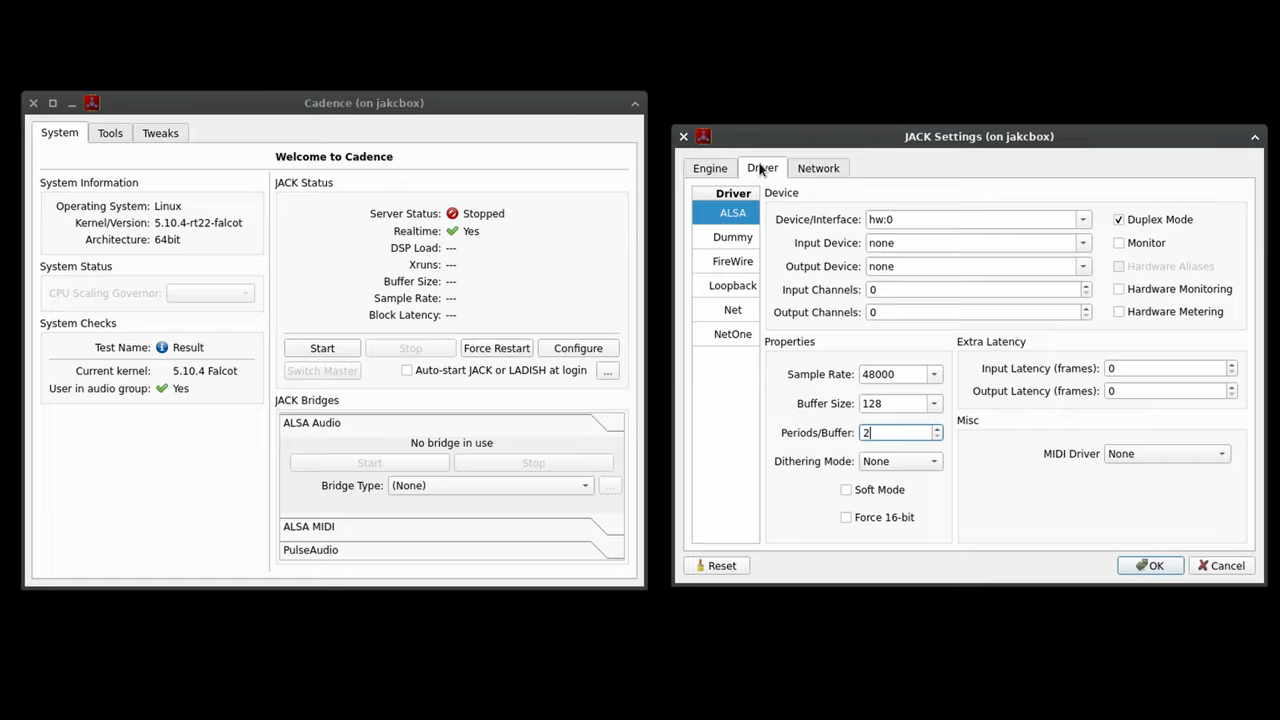 Cadence (on jakcbox)
System
Tools
Tweaks
Welcome to Cadence
System Information
Operating System: Linux
Kernel/Version: 5.10.4-rt22-falcot
Architecture: 64bit
System Status
CPU Scaling Governor:
System Checks
Test Name: Result
Current kernel: 5.10.4 Falcot
User in audio group: Yes
JACK Status
Server Status: Stopped
Realtime: Yes
DSP Load: ---
Xruns: ---
Buffer Size: ---
Sample Rate: ---
Block Latency: ---
Start Stop Force Restart Configure
Switch Master Auto-start JACK or LADISH at login ...
JACK Bridges
ALSA Audio
No bridge in use
Start Stop
Bridge Type: (None) ...
ALSA MIDI
PulseAudio
JACK Settings (on jakcbox)
Engine Driver Network
Driver
ALSA
Dummy
FireWire
Loopback
Net
NetOne
Device
Device/Interface: hw:0
Input Device: none
Output Device: none
Input Channels: 0
Output Channels: 0
Duplex Mode
Monitor
Hardware Aliases
Hardware Monitoring
Hardware Metering
Properties
Sample Rate: 48000
Buffer Size: 128
Periods/Buffer: 2
Dithering Mode: None
Soft Mode
Force 16-bit
Extra Latency
Input Latency (frames): 0
Output Latency (frames): 0
Misc
MIDI Driver None
Reset OK Cancel